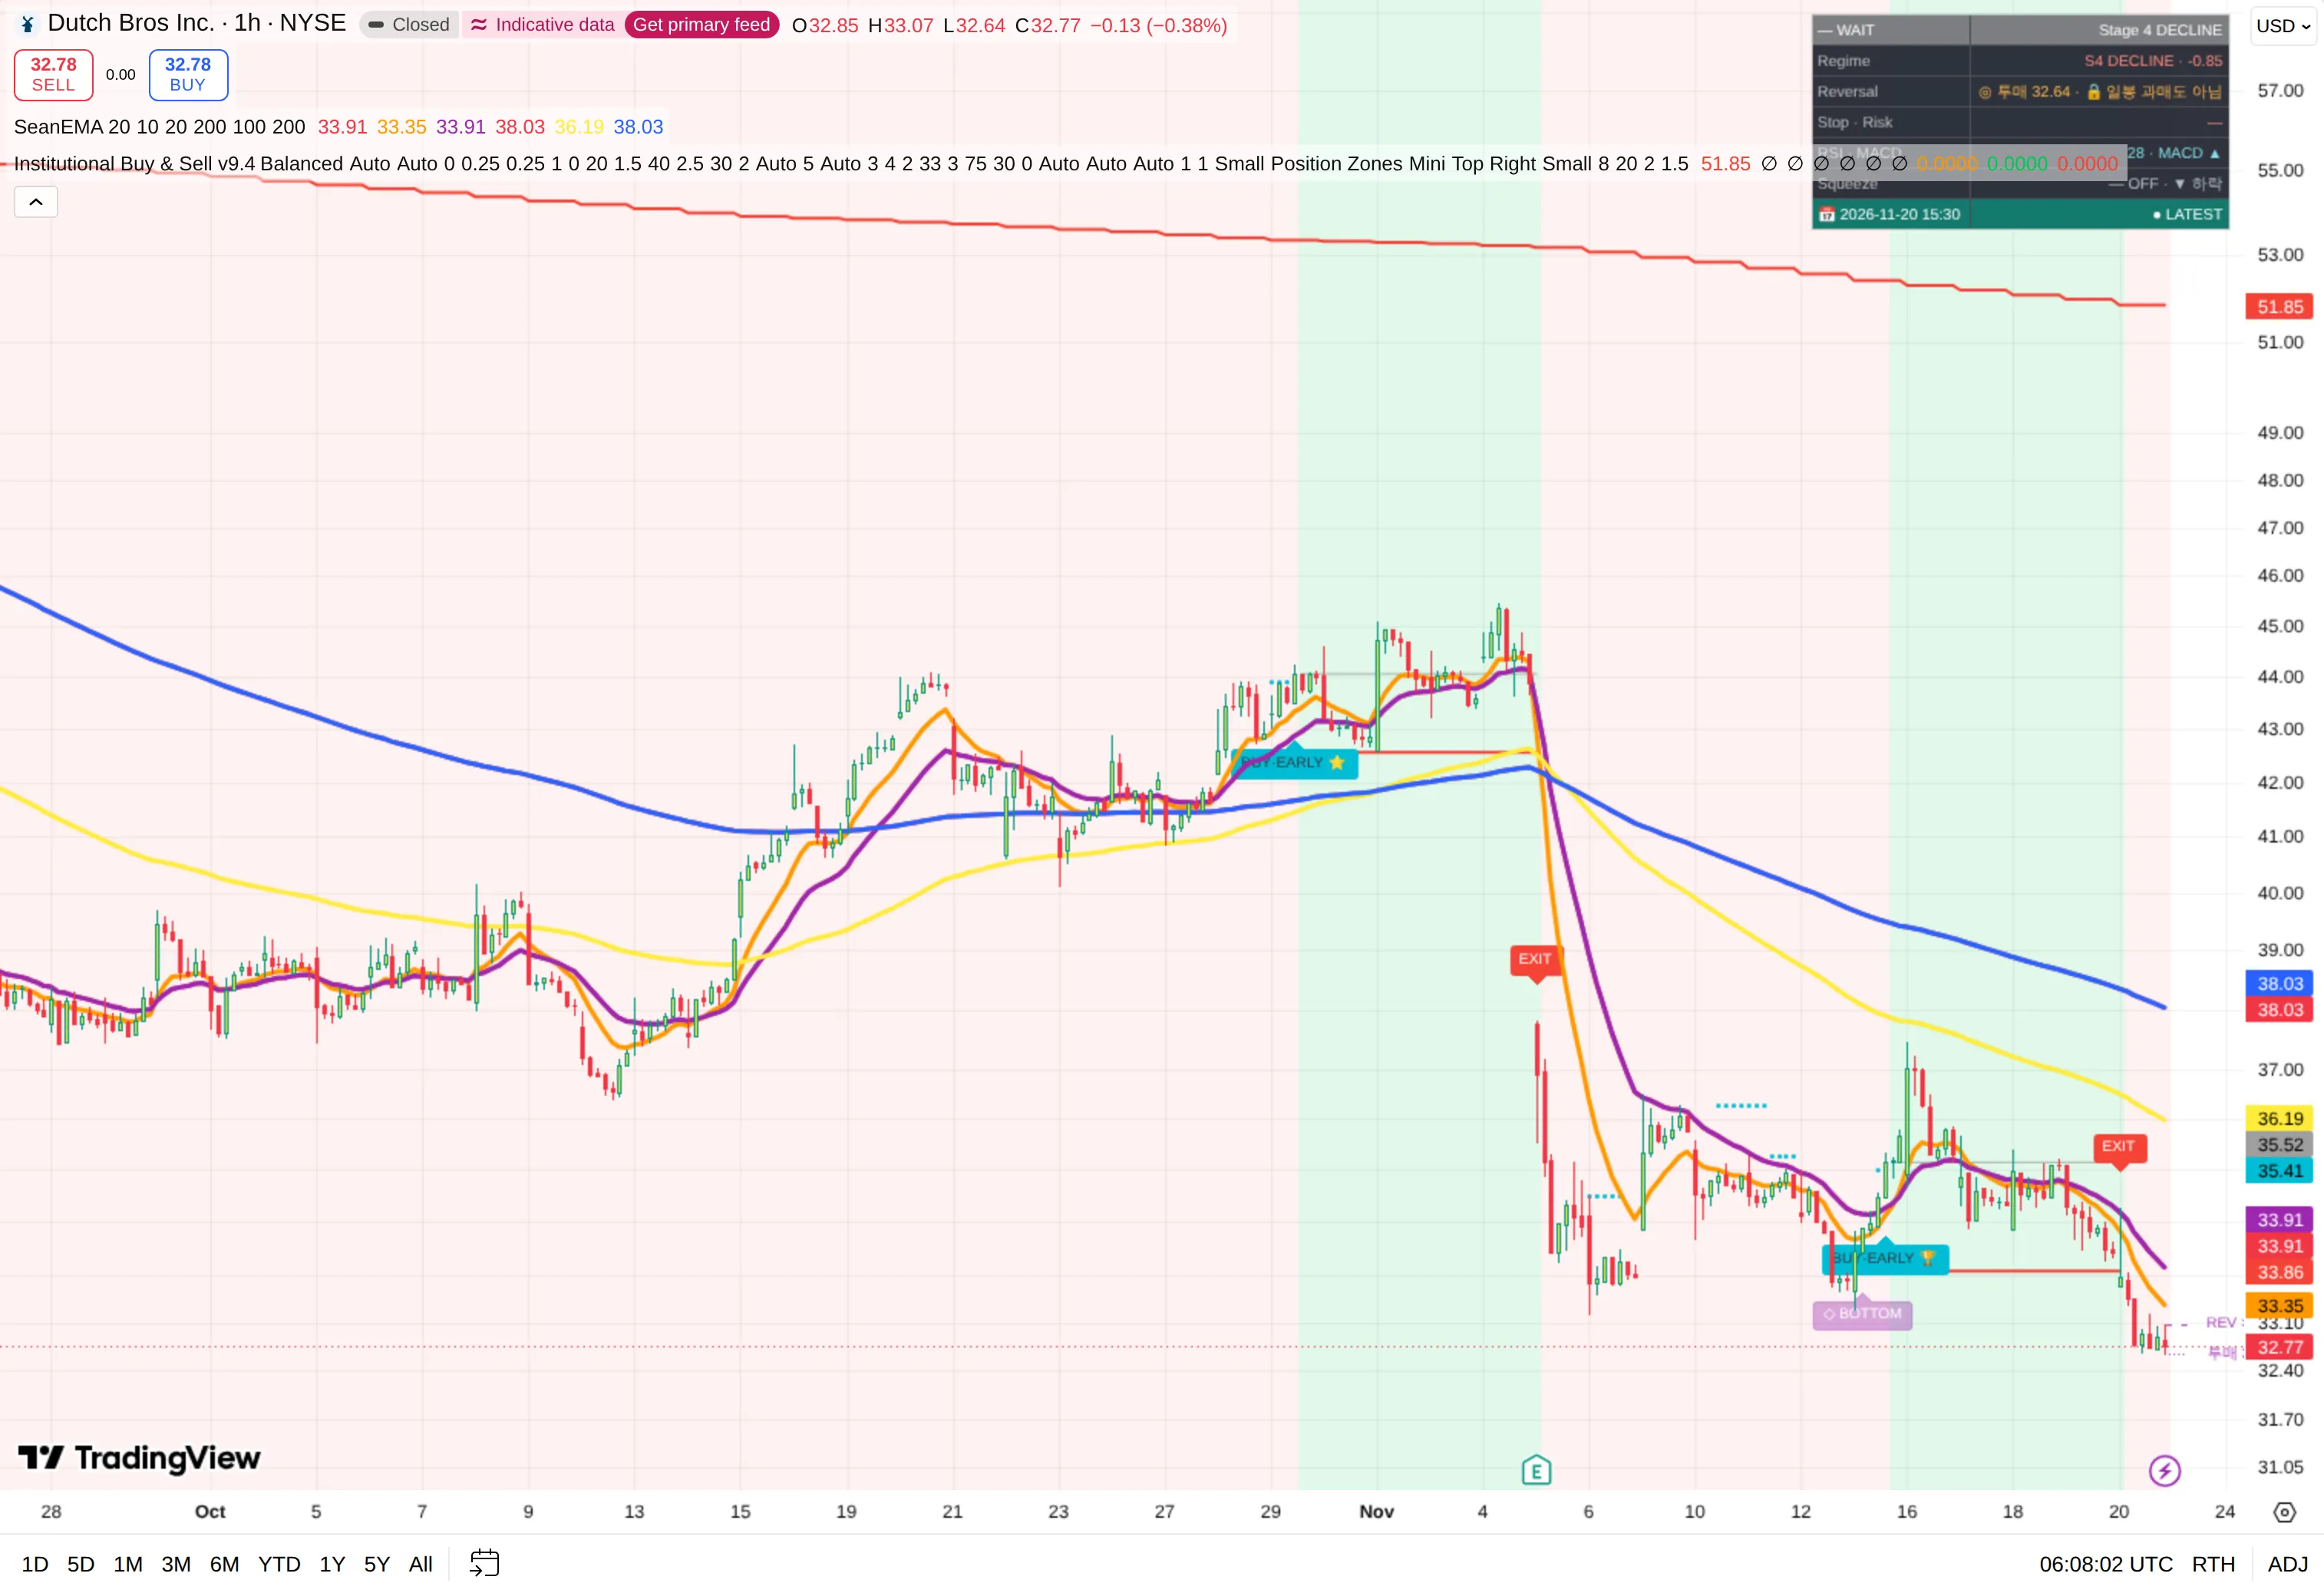 Dutch Bros Inc. · 1h · NYSE Closed Indicative data Get primary feed O32.85 H33.07 L32.64 C32.77 −0.13 (−0.38%)
32.78 SELL 0.00 32.78 BUY
SeanEMA 20 10 20 200 100 200 33.91 33.35 33.91 38.03 36.19 38.03
Institutional Buy & Sell v9.4 Balanced Auto Auto 0 0.25 0.25 1 0 20 1.5 40 2.5 30 2 Auto 5 Auto 3 4 2 33 3 75 30 0 Auto Auto Auto 1 1 Small Position Zones Mini Top Right Small 8 20 2 1.5 51.85 ∅ ∅ ∅ ∅ ∅ ∅ 0.0000 0.0000 0.0000
— WAIT Stage 4 DECLINE
Regime S4 DECLINE · -0.85
Reversal ◎ 투매 32.64 · 🔒 일봉 과매도 아님
Stop · Risk —
RSI · MACD 28 · MACD ▲
Squeeze — OFF · ▼ 하락
📅 2026-11-20 15:30 ● LATEST
USD
57.00
55.00
53.00
51.85
51.00
49.00
48.00
47.00
46.00
45.00
44.00
43.00
42.00
41.00
40.00
39.00
38.03
38.03
37.00
36.19
35.52
35.41
33.91
33.91
33.86
33.35
33.10
32.77
32.40
31.70
31.05
BUY-EARLY ⭐
EXIT
BUY-EARLY 🏆
◇ BOTTOM
EXIT
REV :
투매 :
TradingView
E
28 Oct 5 7 9 13 15 19 21 23 27 29 Nov 4 6 10 12 16 18 20 24
1D 5D 1M 3M 6M YTD 1Y 5Y All 06:08:02 UTC RTH ADJ